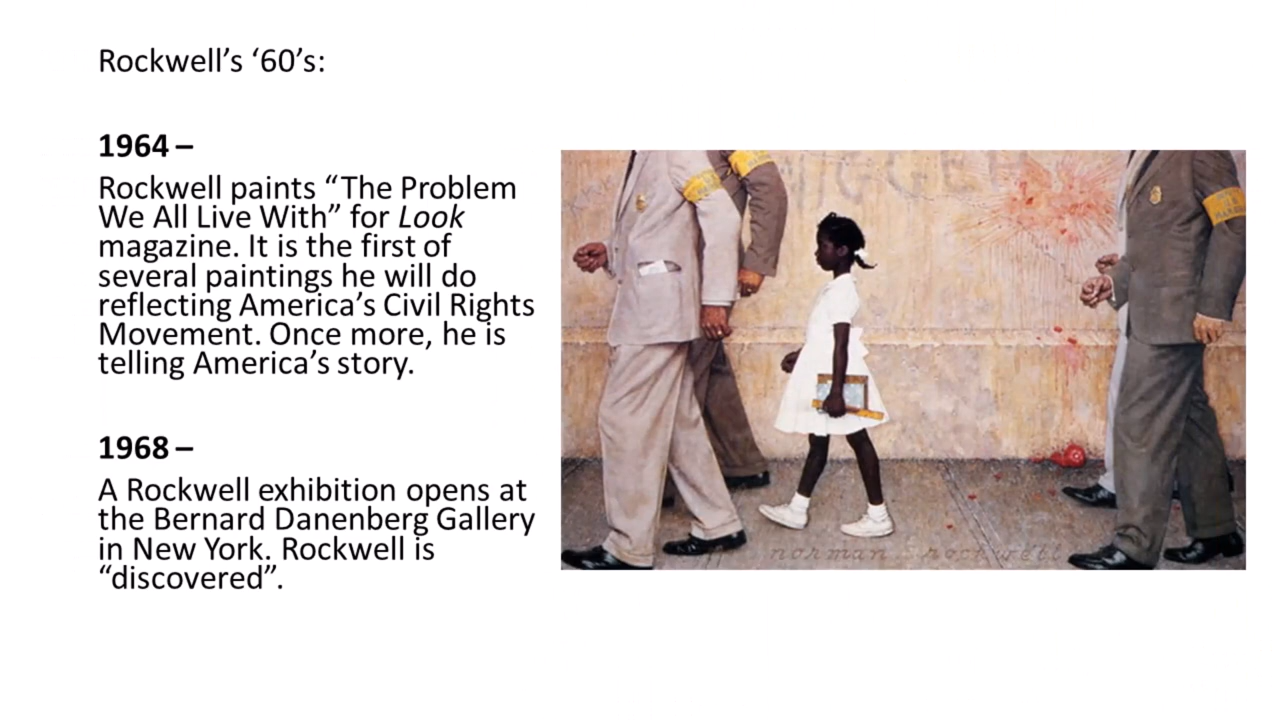 Rockwell’s ‘60’s:
1964 –
Rockwell paints “The Problem
We All Live With” for Look
magazine. It is the first of
several paintings he will do
reflecting America’s Civil Rights
Movement. Once more, he is
telling America’s story.
1968 –
A Rockwell exhibition opens at
the Bernard Danenberg Gallery
in New York. Rockwell is
“discovered”.
norman rockwell